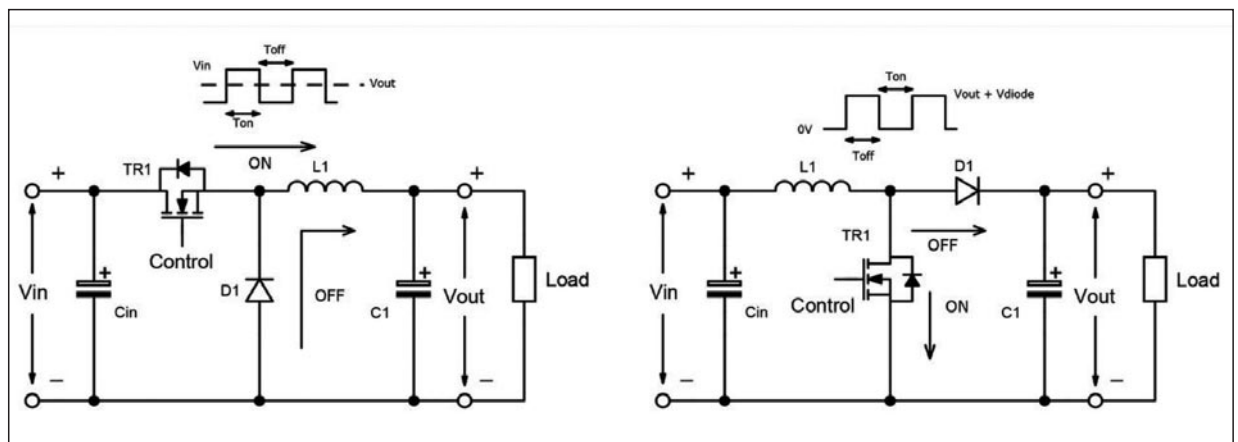 Toff
Vin
Vout
Ton
ON
TR1
L1
+
+
+
Control
Vin
+
Cin
D1
OFF
+
C1
Vout
Load
−
−
Ton
Vout + Vdiode
0V
Toff
L1
D1
+
+
TR1
OFF
Vin
+
Cin
Control
ON
+
C1
Vout
Load
−
−